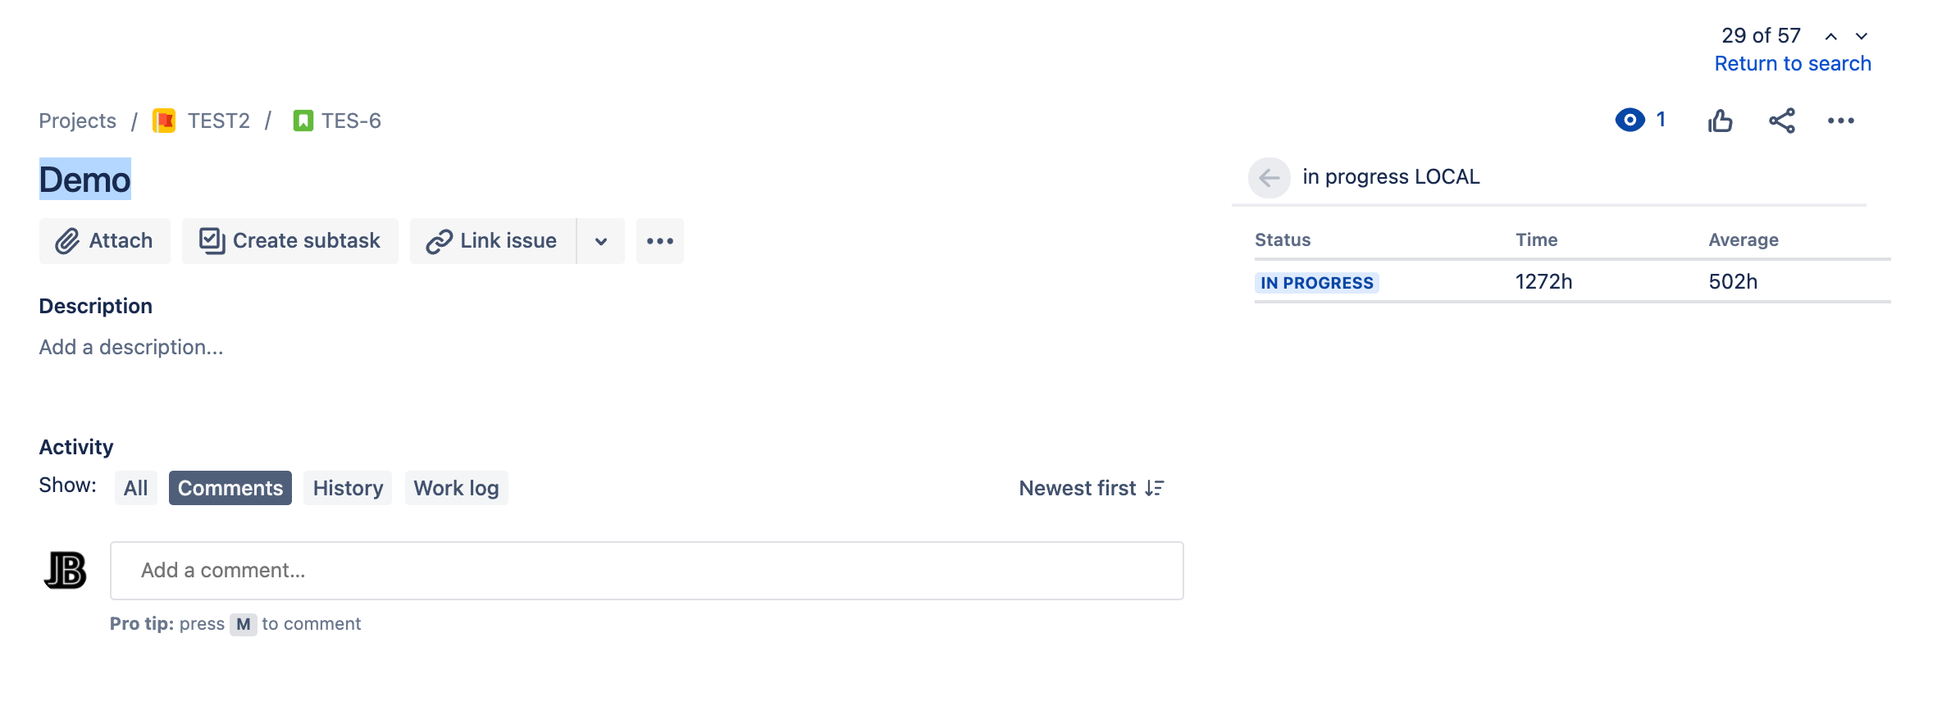 29 of 57
Return to search
Projects / TEST2 / TES-6
1
Demo
in progress LOCAL
Attach Create subtask Link issue
Status Time Average
IN PROGRESS 1272h 502h
Description
Add a description...
Activity
Show: All Comments History Work log Newest first
JB Add a comment...
Pro tip: press M to comment